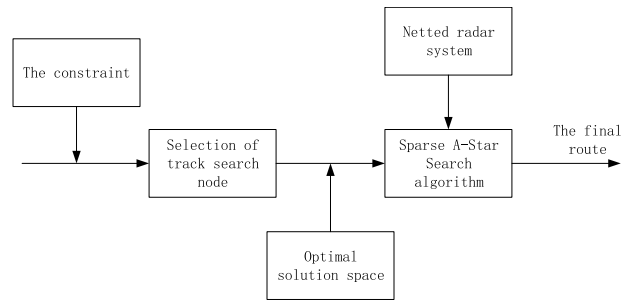 Netted radar
system
The constraint
Selection of
track search
node
Sparse A-Star
Search
algorithm
The final
route
Optimal
solution space